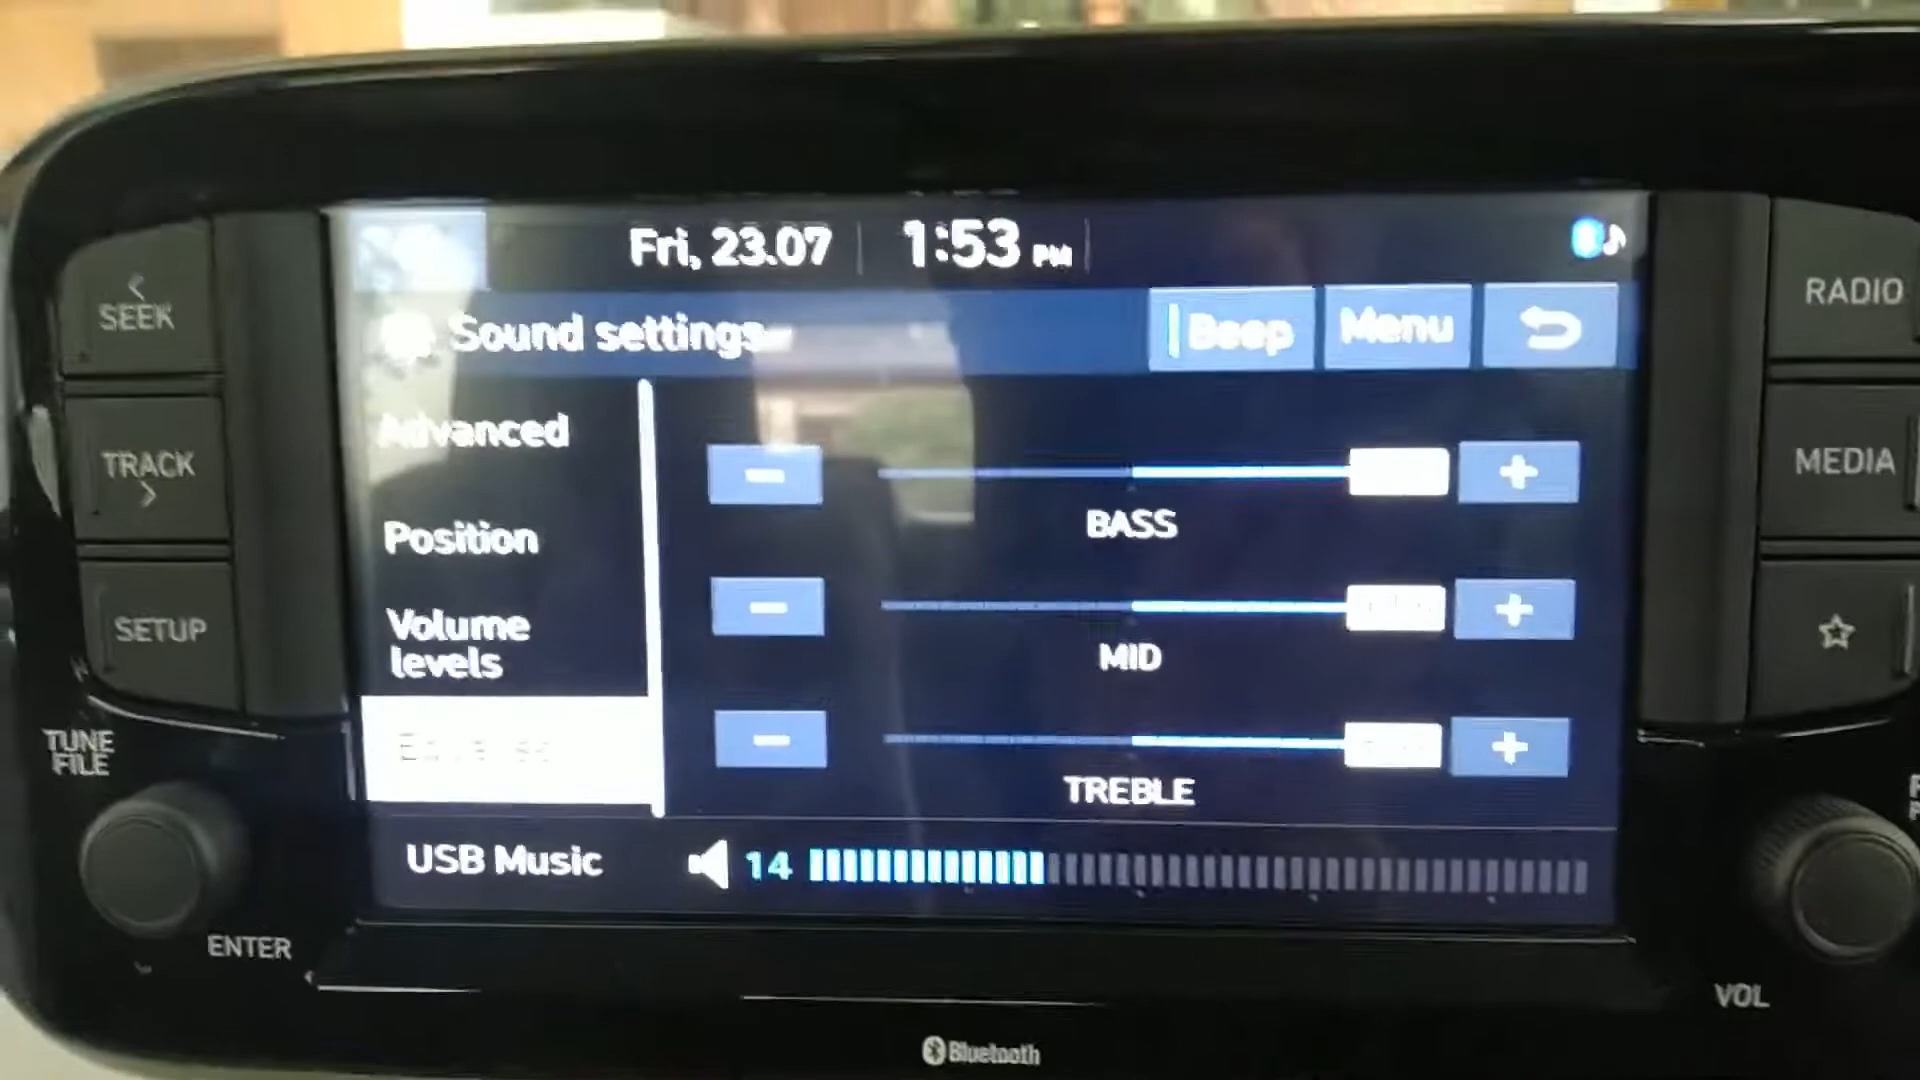 Fri, 23.07 1:53 PM
Sound settings Beep Menu
Advanced
Position
Volume
levels
BASS
MID
TREBLE
USB Music 14
SEEK
TRACK
SETUP
TUNE
FILE
ENTER
RADIO
MEDIA
VOL
Bluetooth